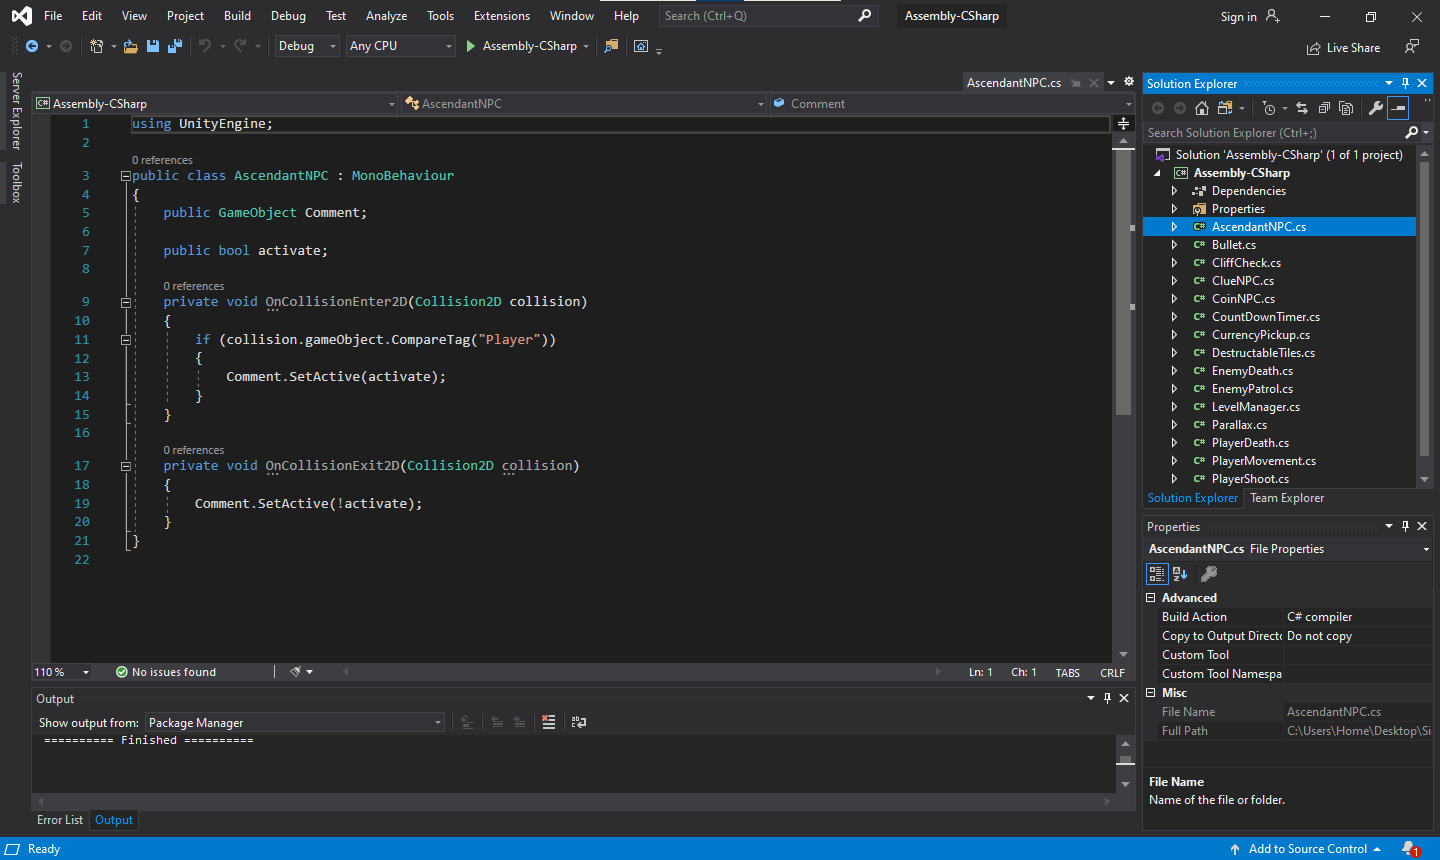 File Edit View Project Build Debug Test Analyze Tools Extensions Window Help Search (Ctrl+Q) Assembly-CSharp Sign in
Debug Any CPU Assembly-CSharp Live Share
Server Explorer
Toolbox
AscendantNPC.cs
Assembly-CSharp AscendantNPC Comment
1 using UnityEngine;
2
0 references
3 public class AscendantNPC : MonoBehaviour
4 {
5 public GameObject Comment;
6
7 public bool activate;
8
0 references
9 private void OnCollisionEnter2D(Collision2D collision)
10 {
11 if (collision.gameObject.CompareTag("Player"))
12 {
13 Comment.SetActive(activate);
14 }
15 }
16
0 references
17 private void OnCollisionExit2D(Collision2D collision)
18 {
19 Comment.SetActive(!activate);
20 }
21 }
22
110 % No issues found Ln: 1 Ch: 1 TABS CRLF
Output
Show output from: Package Manager
========== Finished ==========
Error List Output
Solution Explorer
Search Solution Explorer (Ctrl+;)
Solution 'Assembly-CSharp' (1 of 1 project)
C# Assembly-CSharp
Dependencies
Properties
C# AscendantNPC.cs
C# Bullet.cs
C# CliffCheck.cs
C# ClueNPC.cs
C# CoinNPC.cs
C# CountDownTimer.cs
C# CurrencyPickup.cs
C# DestructableTiles.cs
C# EnemyDeath.cs
C# EnemyPatrol.cs
C# LevelManager.cs
C# Parallax.cs
C# PlayerDeath.cs
C# PlayerMovement.cs
C# PlayerShoot.cs
Solution Explorer Team Explorer
Properties
AscendantNPC.cs File Properties
Advanced
Build Action C# compiler
Copy to Output Directo Do not copy
Custom Tool
Custom Tool Namespa
Misc
File Name AscendantNPC.cs
Full Path C:\Users\Home\Desktop\Si
File Name
Name of the file or folder.
Ready Add to Source Control 1